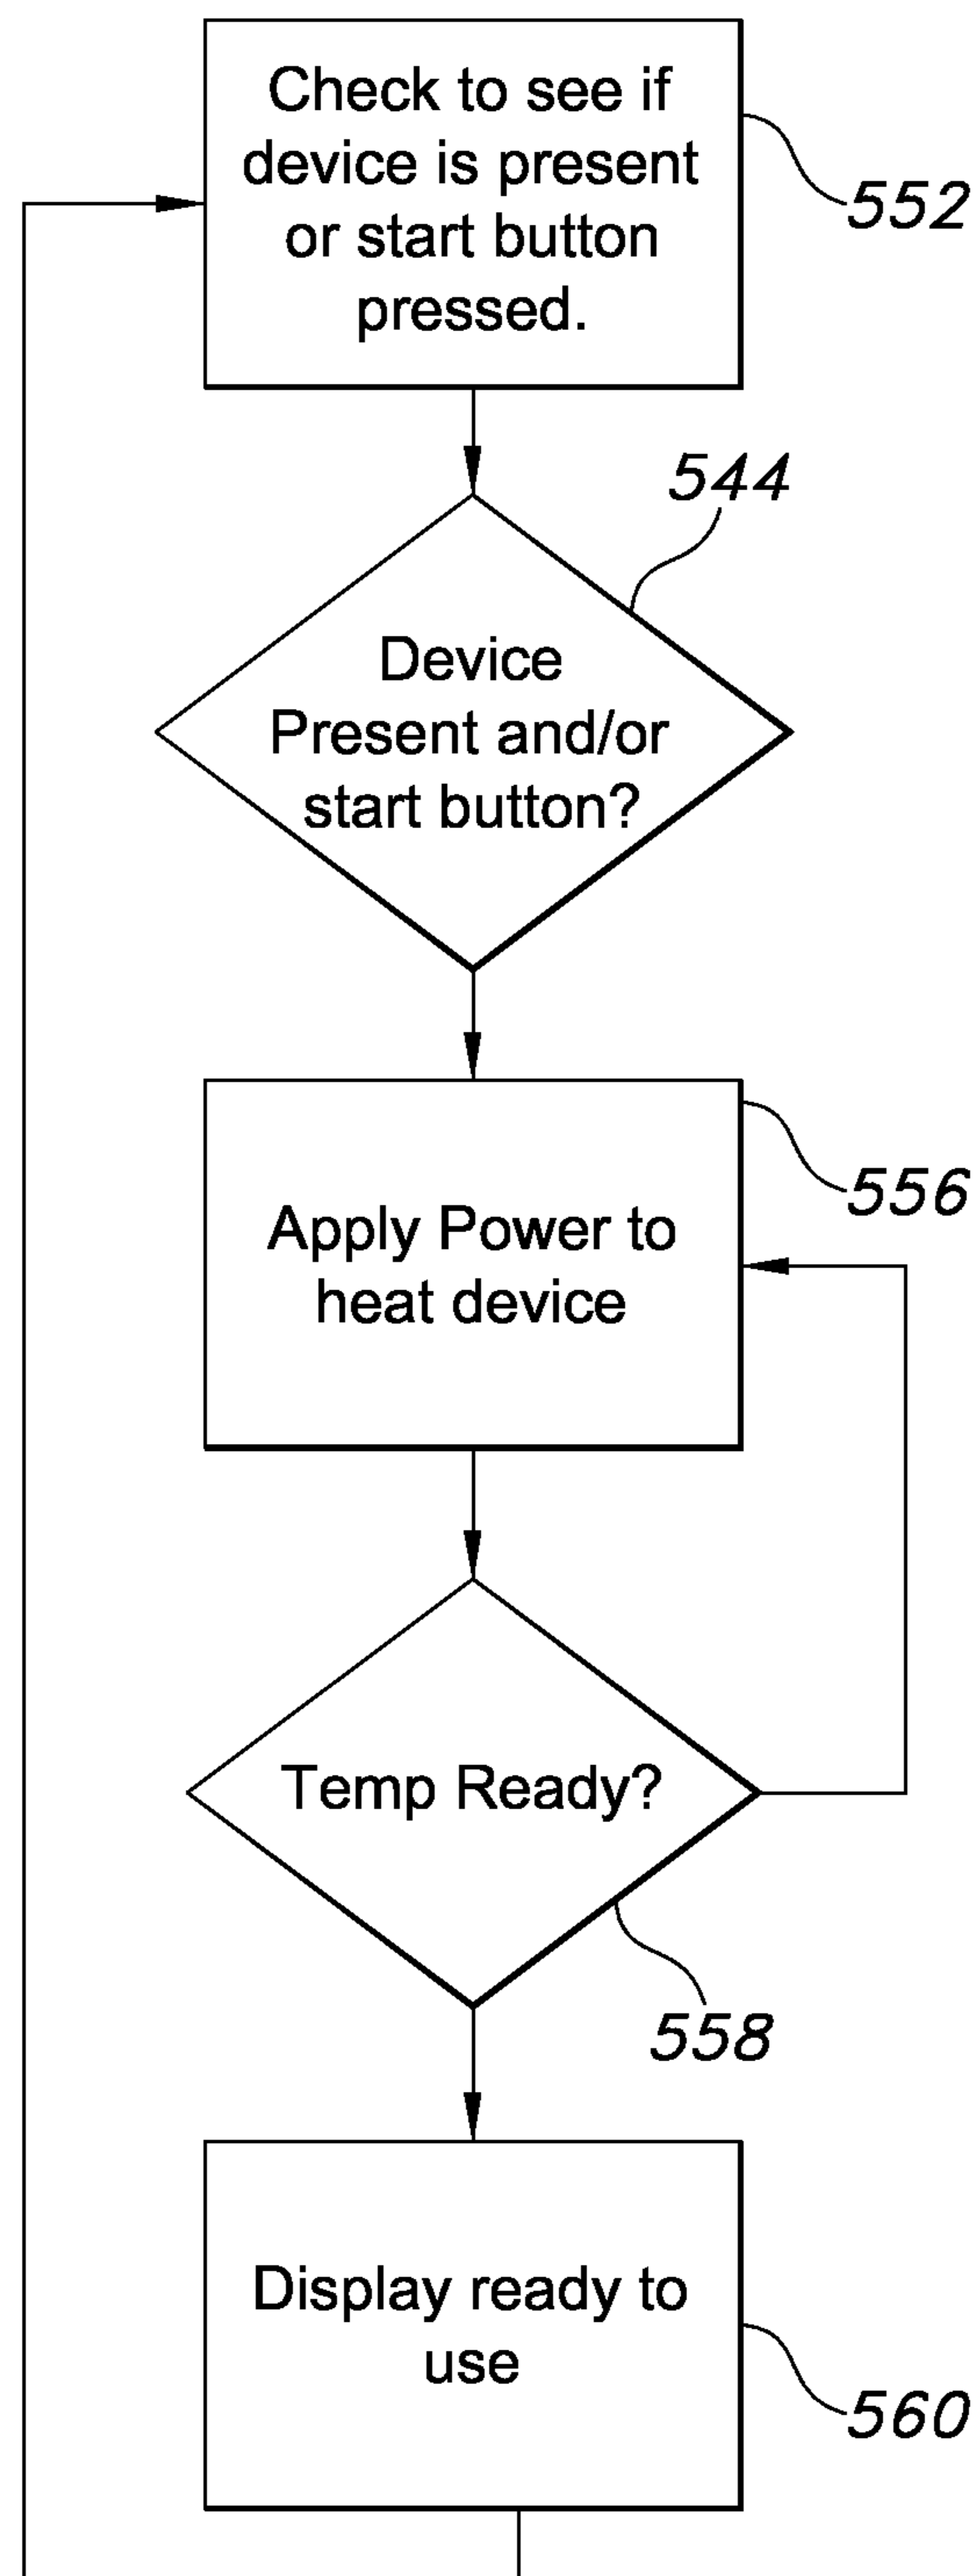 Check to see if
device is present
or start button
pressed.
552
544
Device
Present and/or
start button?
556
Apply Power to
heat device
Temp Ready?
558
Display ready to
use
560